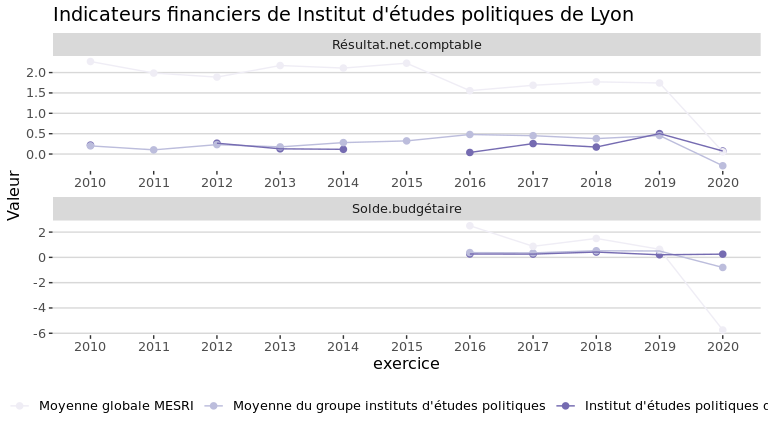 Indicateurs financiers de Institut d'études politiques de Lyon
Résultat.net.comptable
2.0
1.5
1.0
0.5
0.0
2010 2011 2012 2013 2014 2015 2016 2017 2018 2019 2020
Valeur
Solde.budgétaire
2
0
-2
-4
-6
2010 2011 2012 2013 2014 2015 2016 2017 2018 2019 2020
exercice
Moyenne globale MESRI Moyenne du groupe instituts d'études politiques Institut d'études politiques